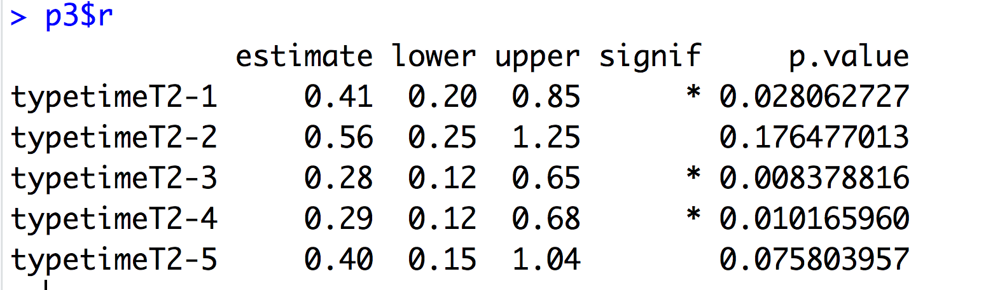 > p3$r
estimate lower upper signif p.value
typetimeT2-1 0.41 0.20 0.85 * 0.028062727
typetimeT2-2 0.56 0.25 1.25 0.176477013
typetimeT2-3 0.28 0.12 0.65 * 0.008378816
typetimeT2-4 0.29 0.12 0.68 * 0.010165960
typetimeT2-5 0.40 0.15 1.04 0.075803957